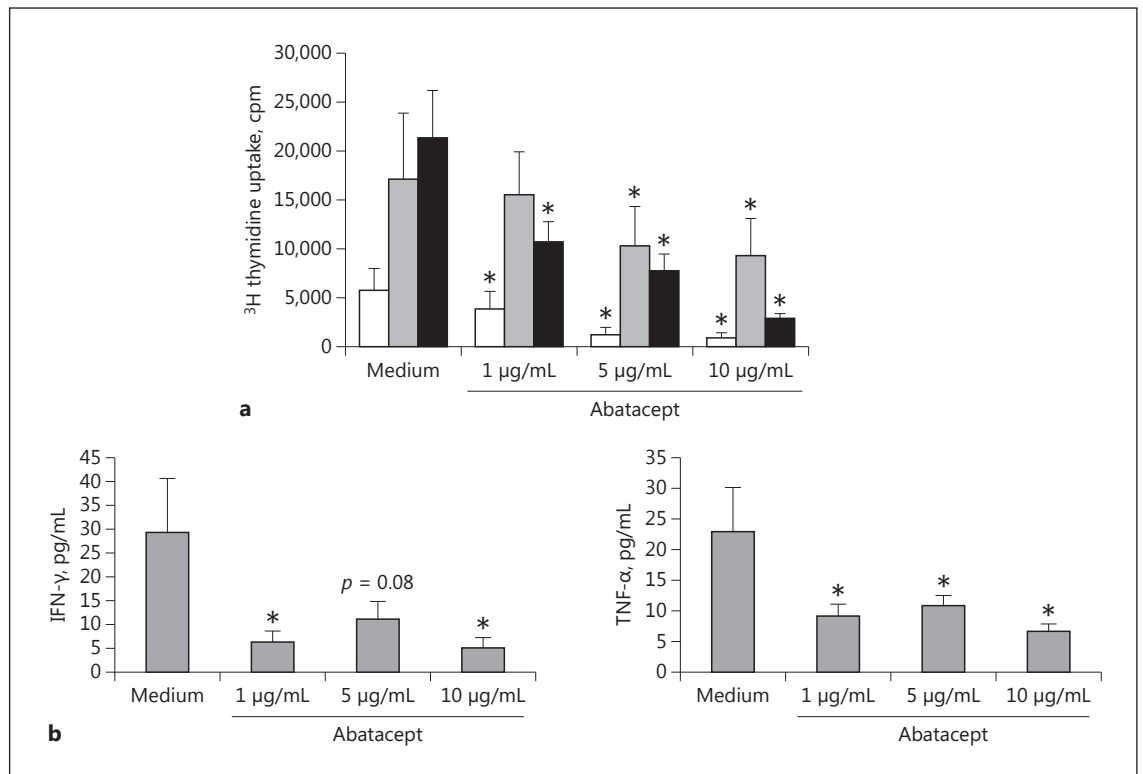 30,000
25,000
20,000
15,000
10,000
5,000
0
³H thymidine uptake, cpm
* * * * * * * *
Medium 1 µg/mL 5 µg/mL 10 µg/mL
Abatacept
a
45
40
35
30
25
20
15
10
5
0
IFN-γ, pg/mL
* p = 0.08 *
Medium 1 µg/mL 5 µg/mL 10 µg/mL
Abatacept
b
35
30
25
20
15
10
5
0
TNF-α, pg/mL
* * *
Medium 1 µg/mL 5 µg/mL 10 µg/mL
Abatacept